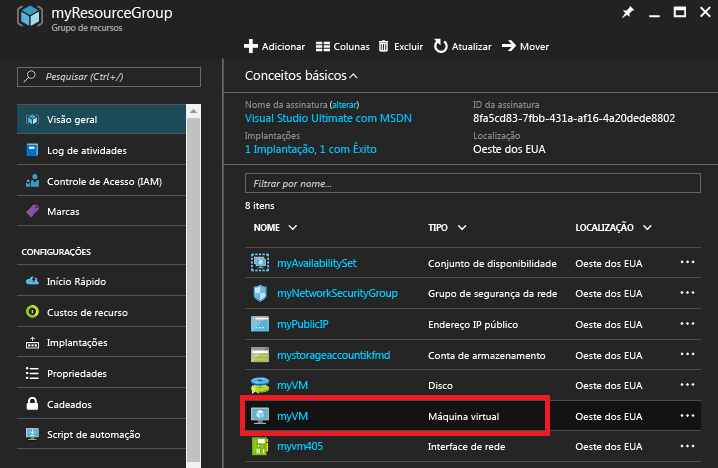 myResourceGroup
Grupo de recursos
Adicionar Colunas Excluir Atualizar Mover
Pesquisar (Ctrl+/)
Visão geral
Log de atividades
Controle de Acesso (IAM)
Marcas
CONFIGURAÇÕES
Início Rápido
Custos de recurso
Implantações
Propriedades
Cadeados
Script de automação
Conceitos básicos
Nome da assinatura (alterar)
Visual Studio Ultimate com MSDN
ID da assinatura
8fa5cd83-7fbb-431a-af16-4a20dede8802
Implantações
1 Implantação, 1 com Êxito
Localização
Oeste dos EUA
Filtrar por nome...
8 itens
NOME TIPO LOCALIZAÇÃO
myAvailabilitySet Conjunto de disponibilidade Oeste dos EUA
myNetworkSecurityGroup Grupo de segurança da rede Oeste dos EUA
myPublicIP Endereço IP público Oeste dos EUA
mystorageaccountikfmd Conta de armazenamento Oeste dos EUA
myVM Disco Oeste dos EUA
myVM Máquina virtual Oeste dos EUA
myvm405 Interface de rede Oeste dos EUA